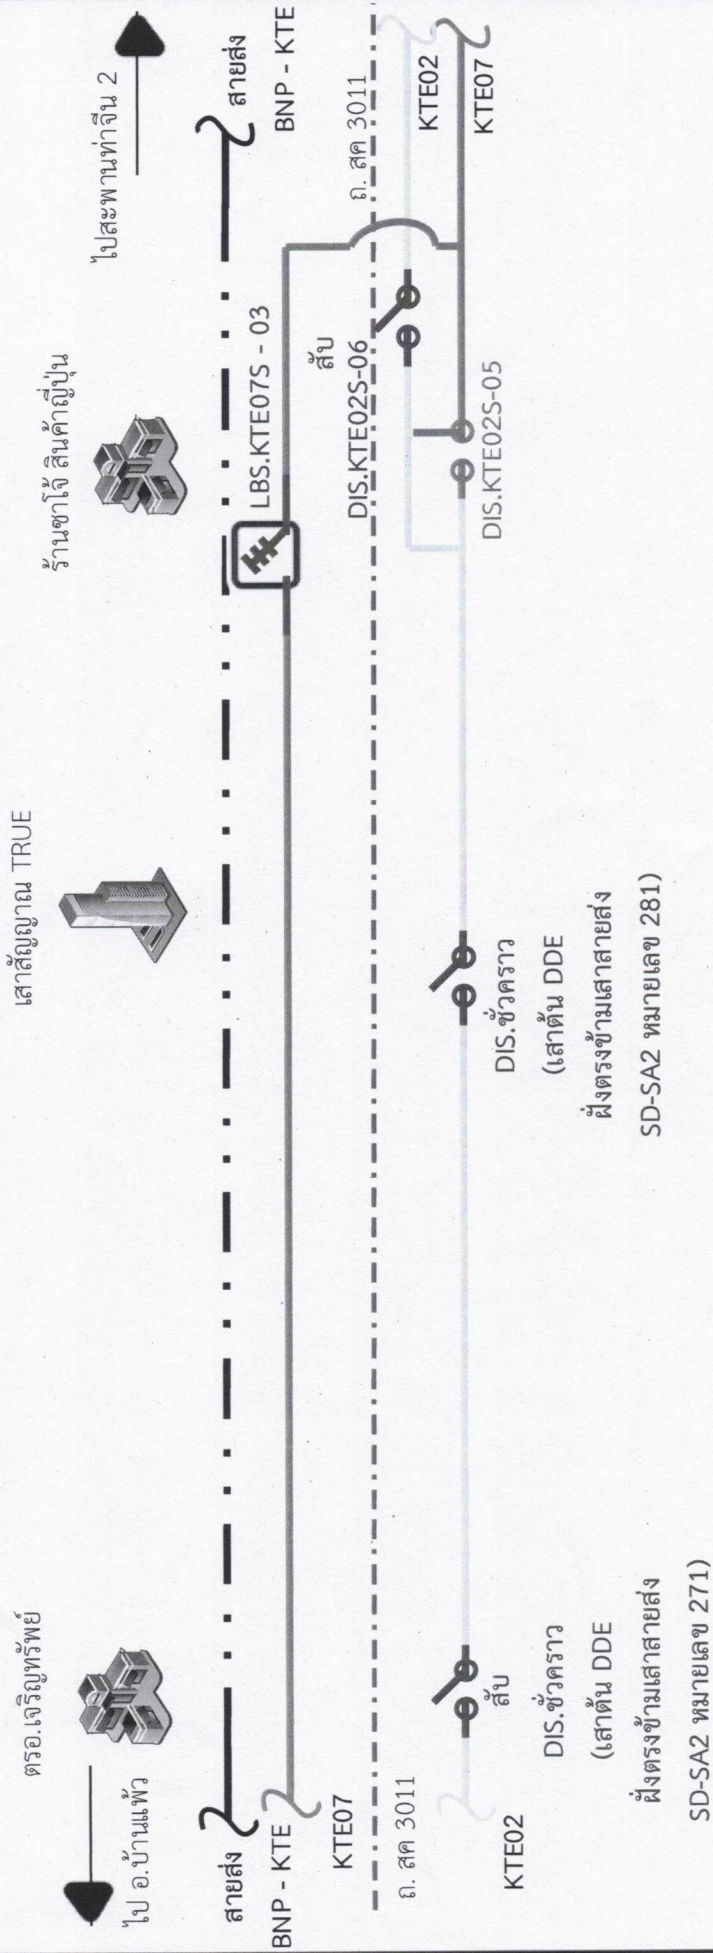 ไปสะพานท่าจีน 2
ร้านซาโจ้ สินค้าญี่ปุ่น
เสาสัญญาณ TRUE
ตรอ.เจริญทรัพย์
ไป อ.บ้านแพ้ว
สายส่ง
BNP - KTE
สายส่ง
BNP - KTE
LBS.KTE07S - 03
KTE07
ถ. สค 3011
ถ. สค 3011
สับ
DIS.KTE02S-06
KTE02
KTE07
DIS.KTE02S-05
KTE02
DIS.ชั่วคราว
(เสาต้น DDE
ฝั่งตรงข้ามเสาสายส่ง
SD-SA2 หมายเลข 281)
สับ
DIS.ชั่วคราว
(เสาต้น DDE
ฝั่งตรงข้ามเสาสายส่ง
SD-SA2 หมายเลข 271)